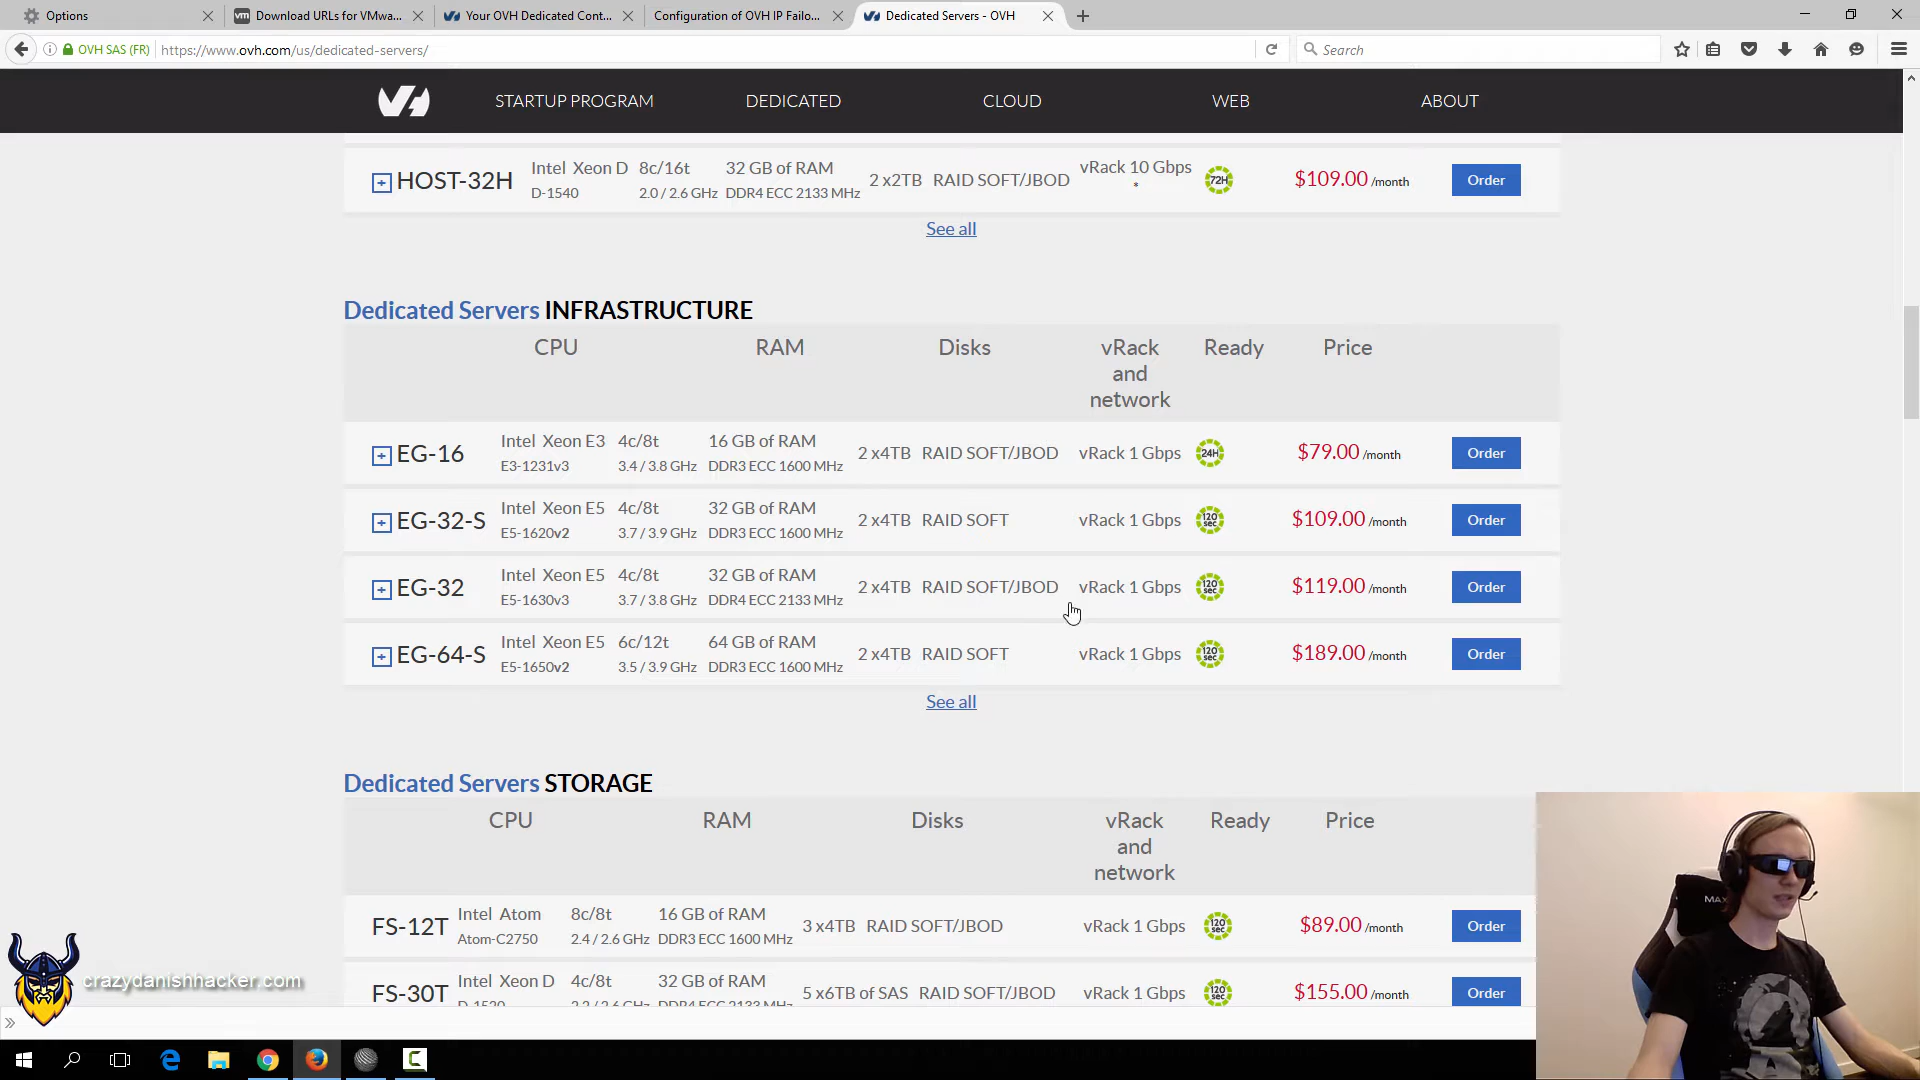 Options
Download URLs for VMwa...
Your OVH Dedicated Cont...
Configuration of OVH IP Failo...
Dedicated Servers - OVH
OVH SAS (FR) https://www.ovh.com/us/dedicated-servers/ Search
STARTUP PROGRAM DEDICATED CLOUD WEB ABOUT
HOST-32H Intel Xeon D 8c/16t 32 GB of RAM 2 x2TB RAID SOFT/JBOD vRack 10 Gbps 72H $109.00 /month Order
D-1540 2.0 / 2.6 GHz DDR4 ECC 2133 MHz *
See all
Dedicated Servers INFRASTRUCTURE
CPU RAM Disks vRack and network Ready Price
EG-16 Intel Xeon E3 4c/8t 16 GB of RAM 2 x4TB RAID SOFT/JBOD vRack 1 Gbps 24H $79.00 /month Order
E3-1231v3 3.4 / 3.8 GHz DDR3 ECC 1600 MHz
EG-32-S Intel Xeon E5 4c/8t 32 GB of RAM 2 x4TB RAID SOFT vRack 1 Gbps 120 sec $109.00 /month Order
E5-1620v2 3.7 / 3.9 GHz DDR3 ECC 1600 MHz
EG-32 Intel Xeon E5 4c/8t 32 GB of RAM 2 x4TB RAID SOFT/JBOD vRack 1 Gbps 120 sec $119.00 /month Order
E5-1630v3 3.7 / 3.8 GHz DDR4 ECC 2133 MHz
EG-64-S Intel Xeon E5 6c/12t 64 GB of RAM 2 x4TB RAID SOFT vRack 1 Gbps 120 sec $189.00 /month Order
E5-1650v2 3.5 / 3.9 GHz DDR3 ECC 1600 MHz
See all
Dedicated Servers STORAGE
CPU RAM Disks vRack and network Ready Price
FS-12T Intel Atom 8c/8t 16 GB of RAM 3 x4TB RAID SOFT/JBOD vRack 1 Gbps 120 sec $89.00 /month Order
Atom-C2750 2.4 / 2.6 GHz DDR3 ECC 1600 MHz
FS-30T Intel Xeon D 4c/8t 32 GB of RAM 5 x6TB of SAS RAID SOFT/JBOD vRack 1 Gbps 120 sec $155.00 /month Order
crazydanishhacker.com